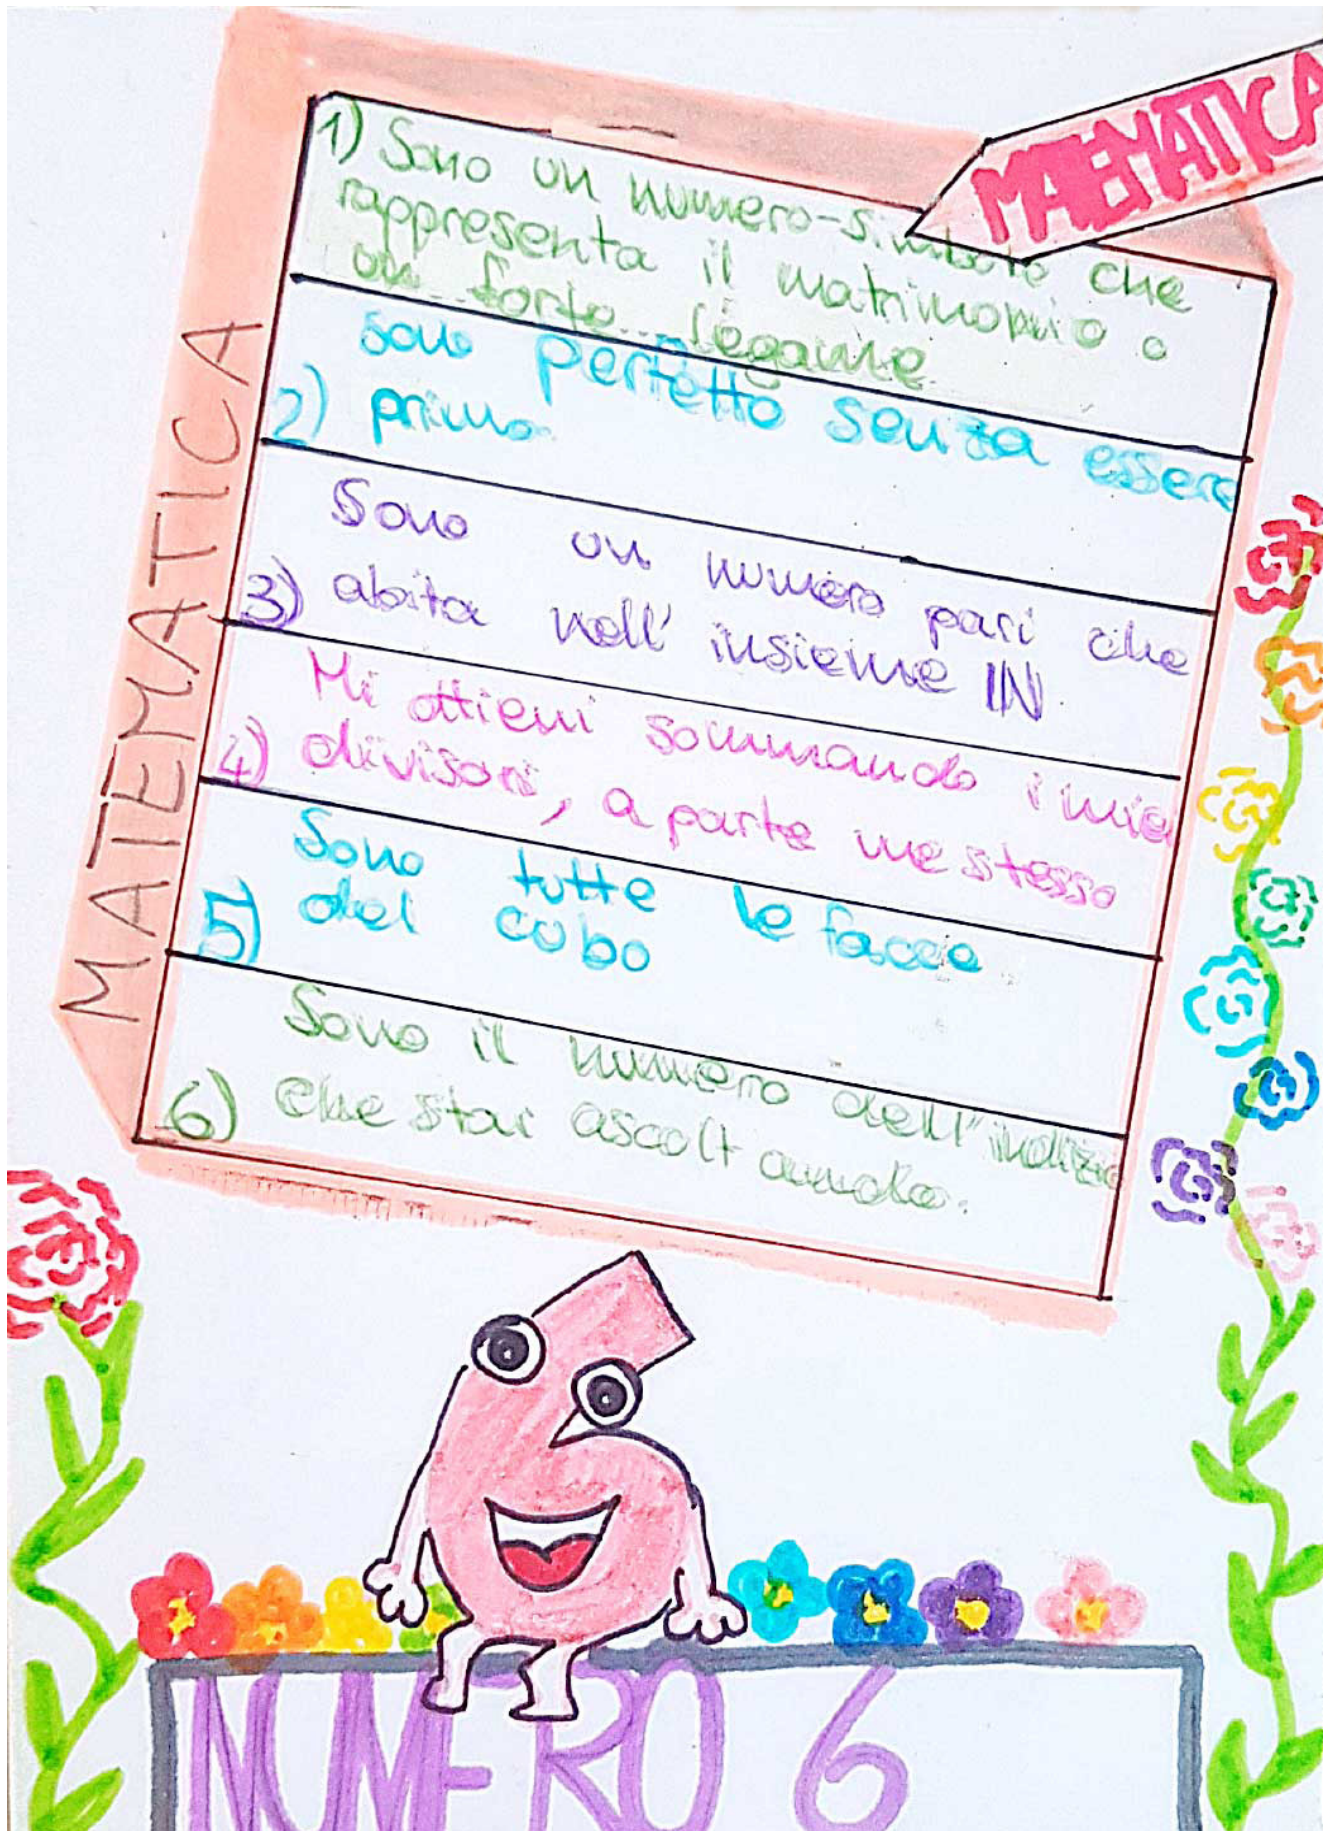 MATEMATICA
MATEMATICA
1) Sono un numero-simbolo che
rappresenta il matrimonio o
un forte legame
sono perfetto senza essere
2) primo
Sono un numero pari che
3) abita nell' insieme IN
Mi ottieni sommando i miei
4) divisori, a parte me stesso
Sono tutte le facce
5) del cubo
Sono il numero dell'indizio
6) che stai ascoltando.
NUMERO 6